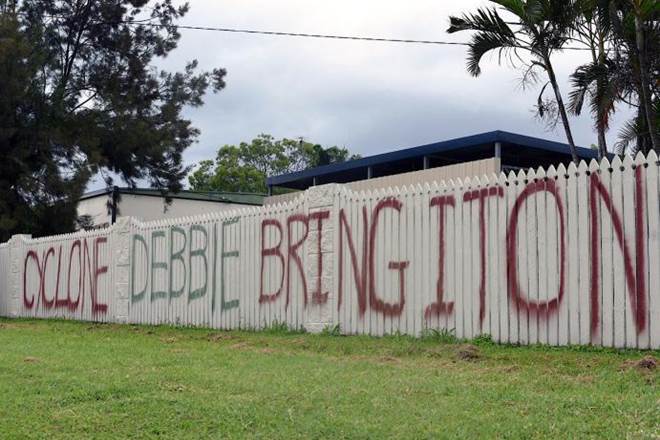 CYCLONE DEBBIE BRING IT ON